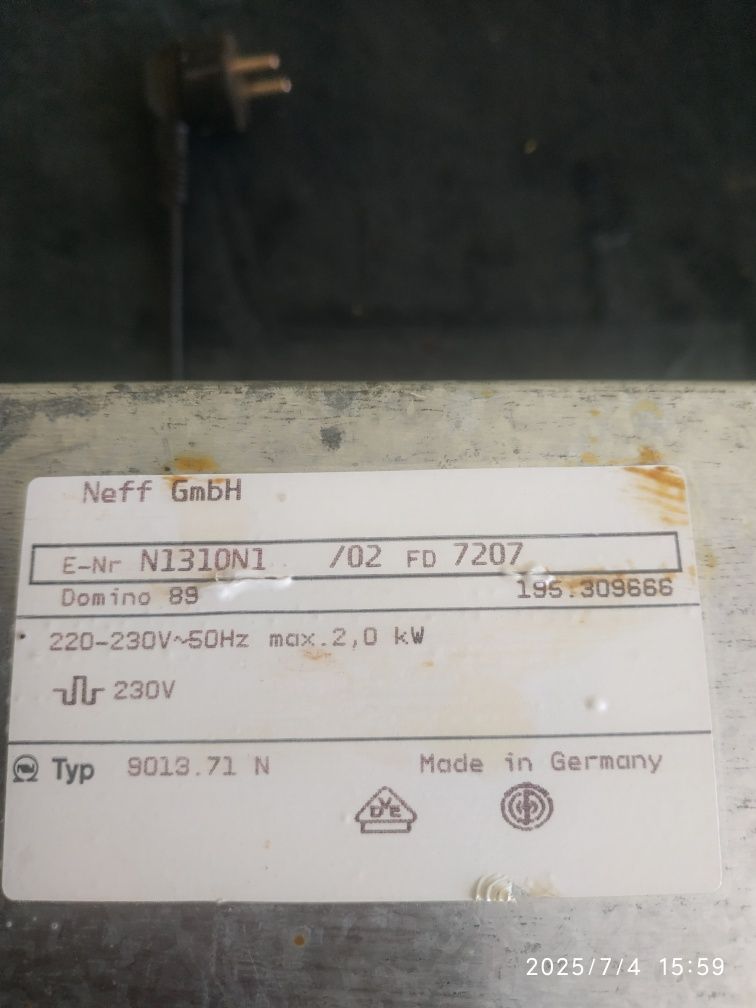 Neff GmbH
E-Nr N1310N1 /02 FD 7207
Domino 89 195.309666
220-230V~50Hz max.2,0 kW
230V
Typ 9013.71 N Made in Germany
DVE
2025/7/4 15:59